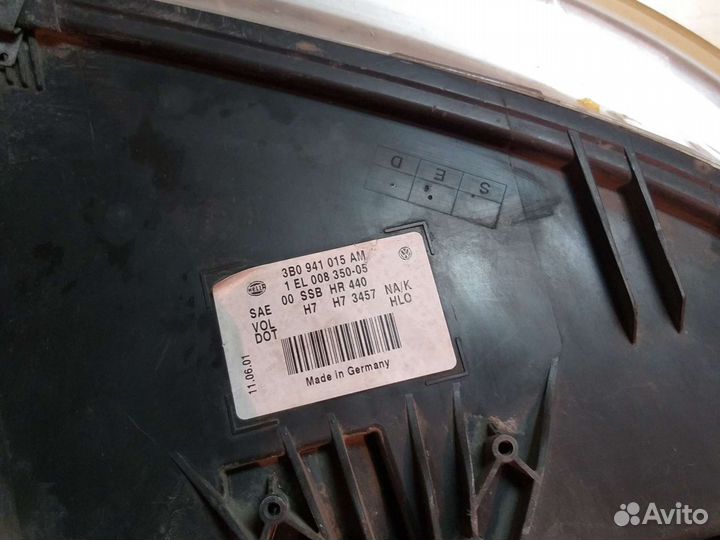 S E D
3B0 941 015 AM
1 EL 008 350-05
HELLA
SAE 00 SSB HR 440
VOL H7 H7 3457 NA/K
DOT HLO
11.06.01
Made in Germany
Avito